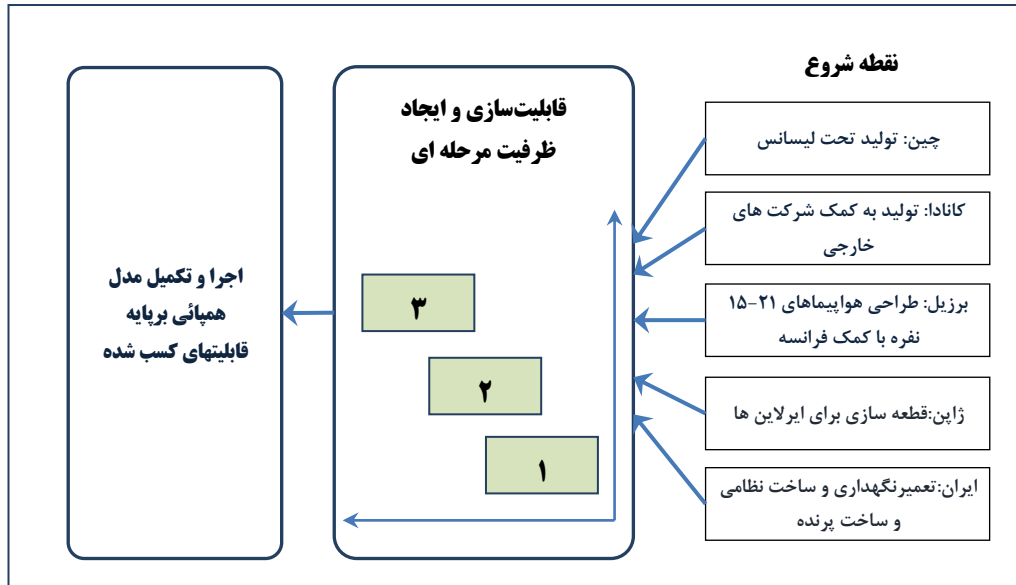 نقطه شروع
چین: تولید تحت لیسانس
کانادا: تولید به کمک شرکت های
خارجی
برزیل: طراحی هواپیماهای ۲۱-۱۵
نفره با کمک فرانسه
ژاپن:قطعه سازی برای ایرلاین ها
ایران:تعمیرنگهداری و ساخت نظامی
و ساخت پرنده
قابلیت‌سازی و ایجاد
ظرفیت مرحله ای
۳
۲
۱
اجرا و تکمیل مدل
همپائی برپایه
قابلیتهای کسب شده